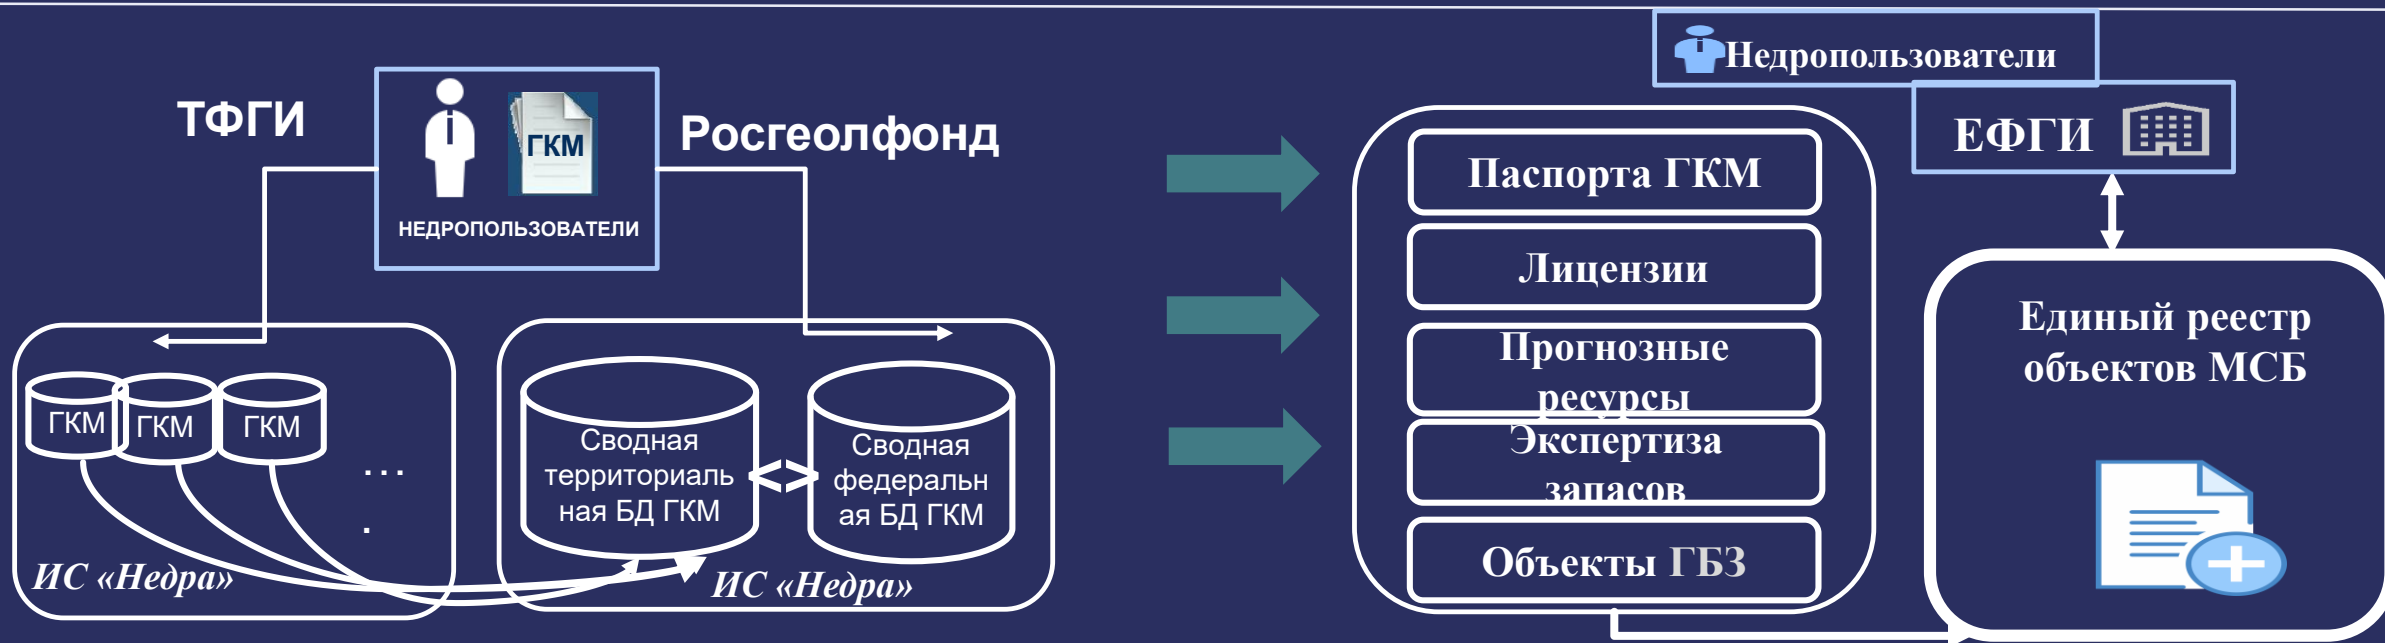 ТФГИ
ГКМ
НЕДРОПОЛЬЗОВАТЕЛИ
Росгеолфонд
ГКМ
ГКМ
ГКМ
...
.
ИС «Недра»
Сводная
территориаль
ная БД ГКМ
<>
Сводная
федеральн
ая БД ГКМ
ИС «Недра»
Паспорта ГКМ
Лицензии
Прогнозные
ресурсы
Экспертиза
запасов
Объекты ГБЗ
Недропользователи
ЕФГИ
Единый реестр
объектов МСБ